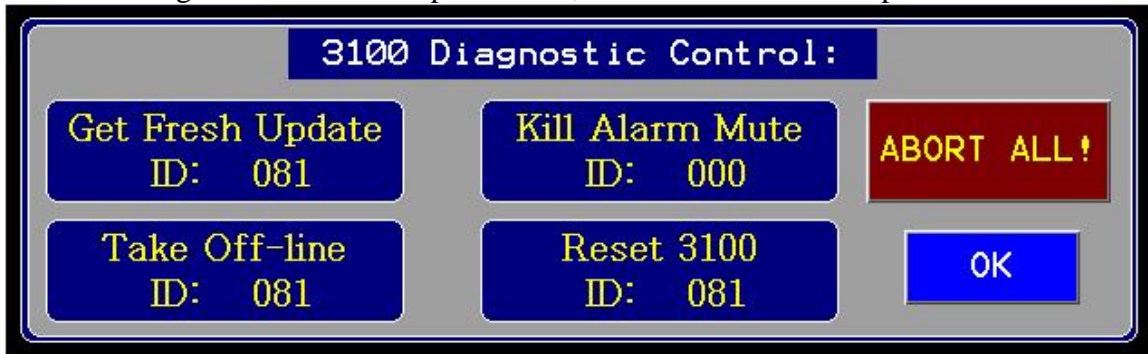 3100 Diagnostic Control:
Get Fresh Update
ID: 081
Kill Alarm Mute
ID: 000
ABORT ALL!
Take Off-line
ID: 081
Reset 3100
ID: 081
OK